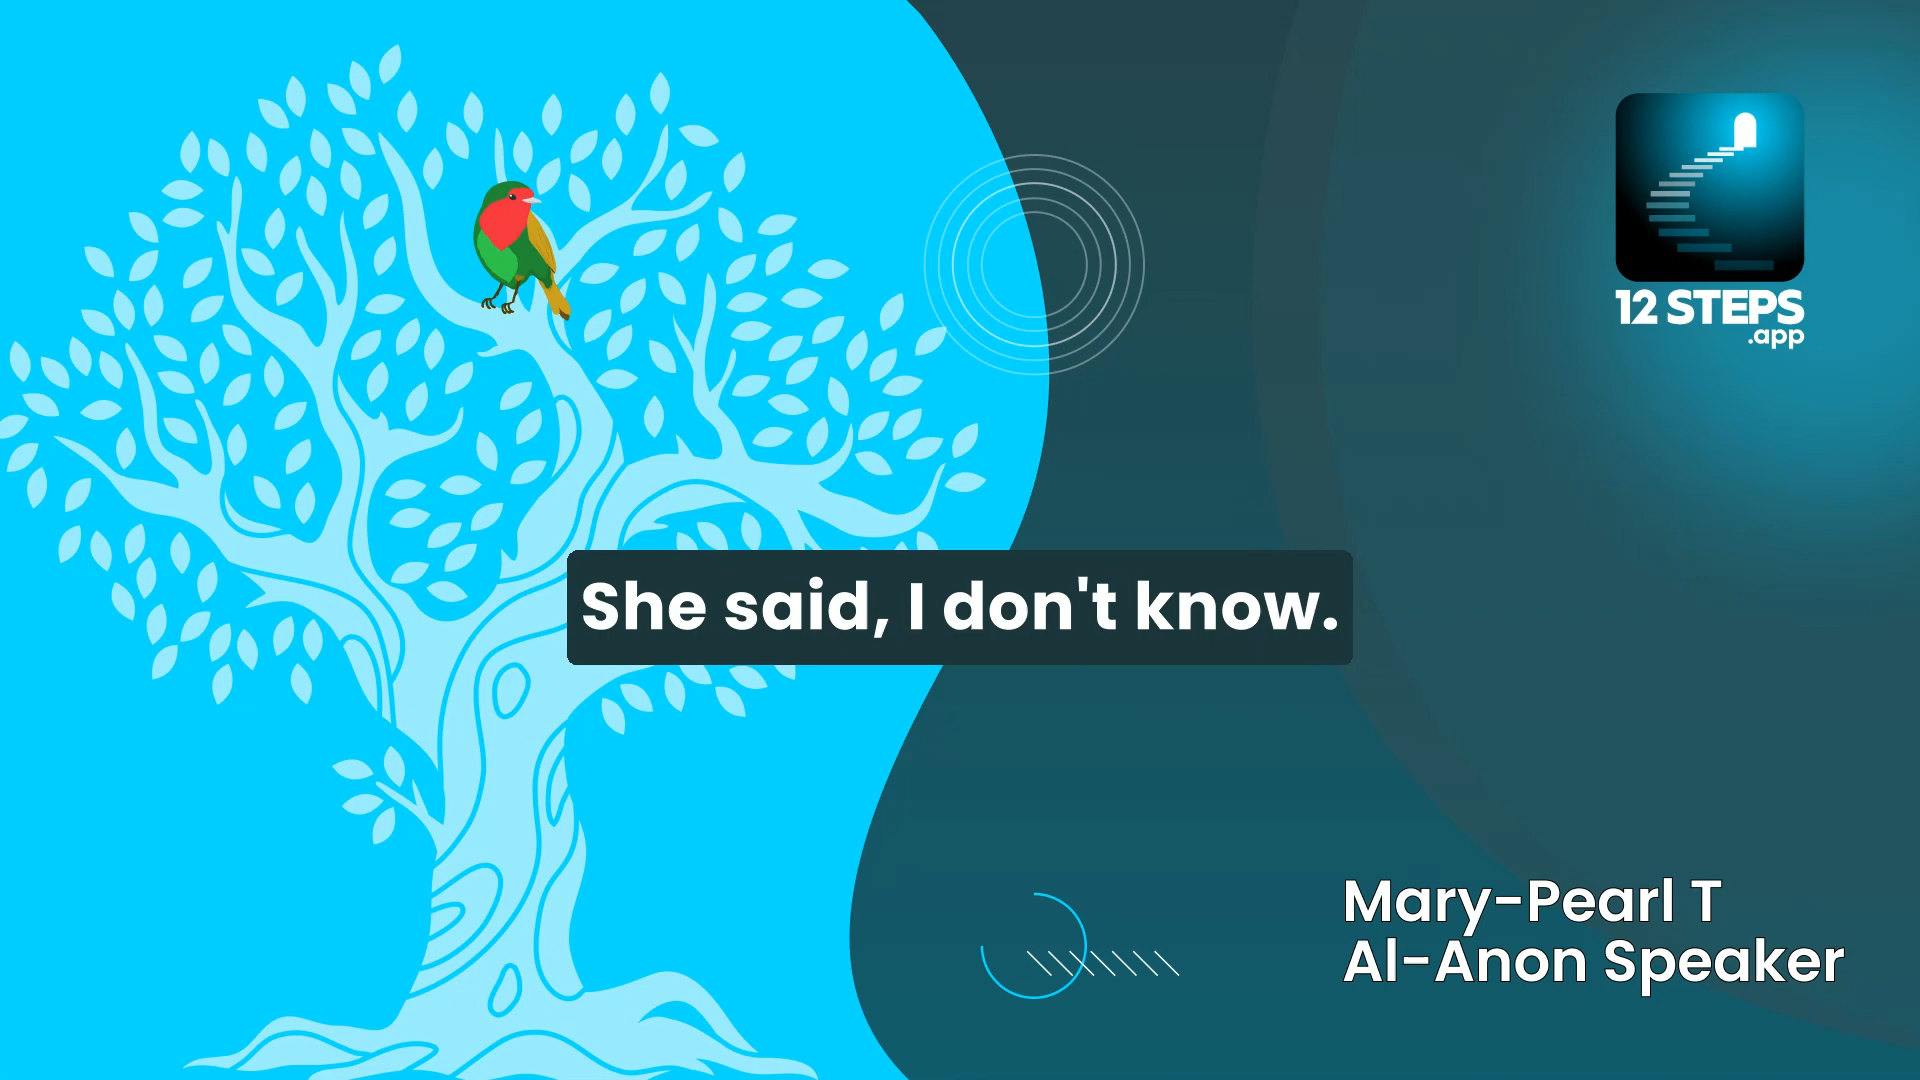 12 STEPS
.app
She said, I don't know.
Mary-Pearl T
Al-Anon Speaker